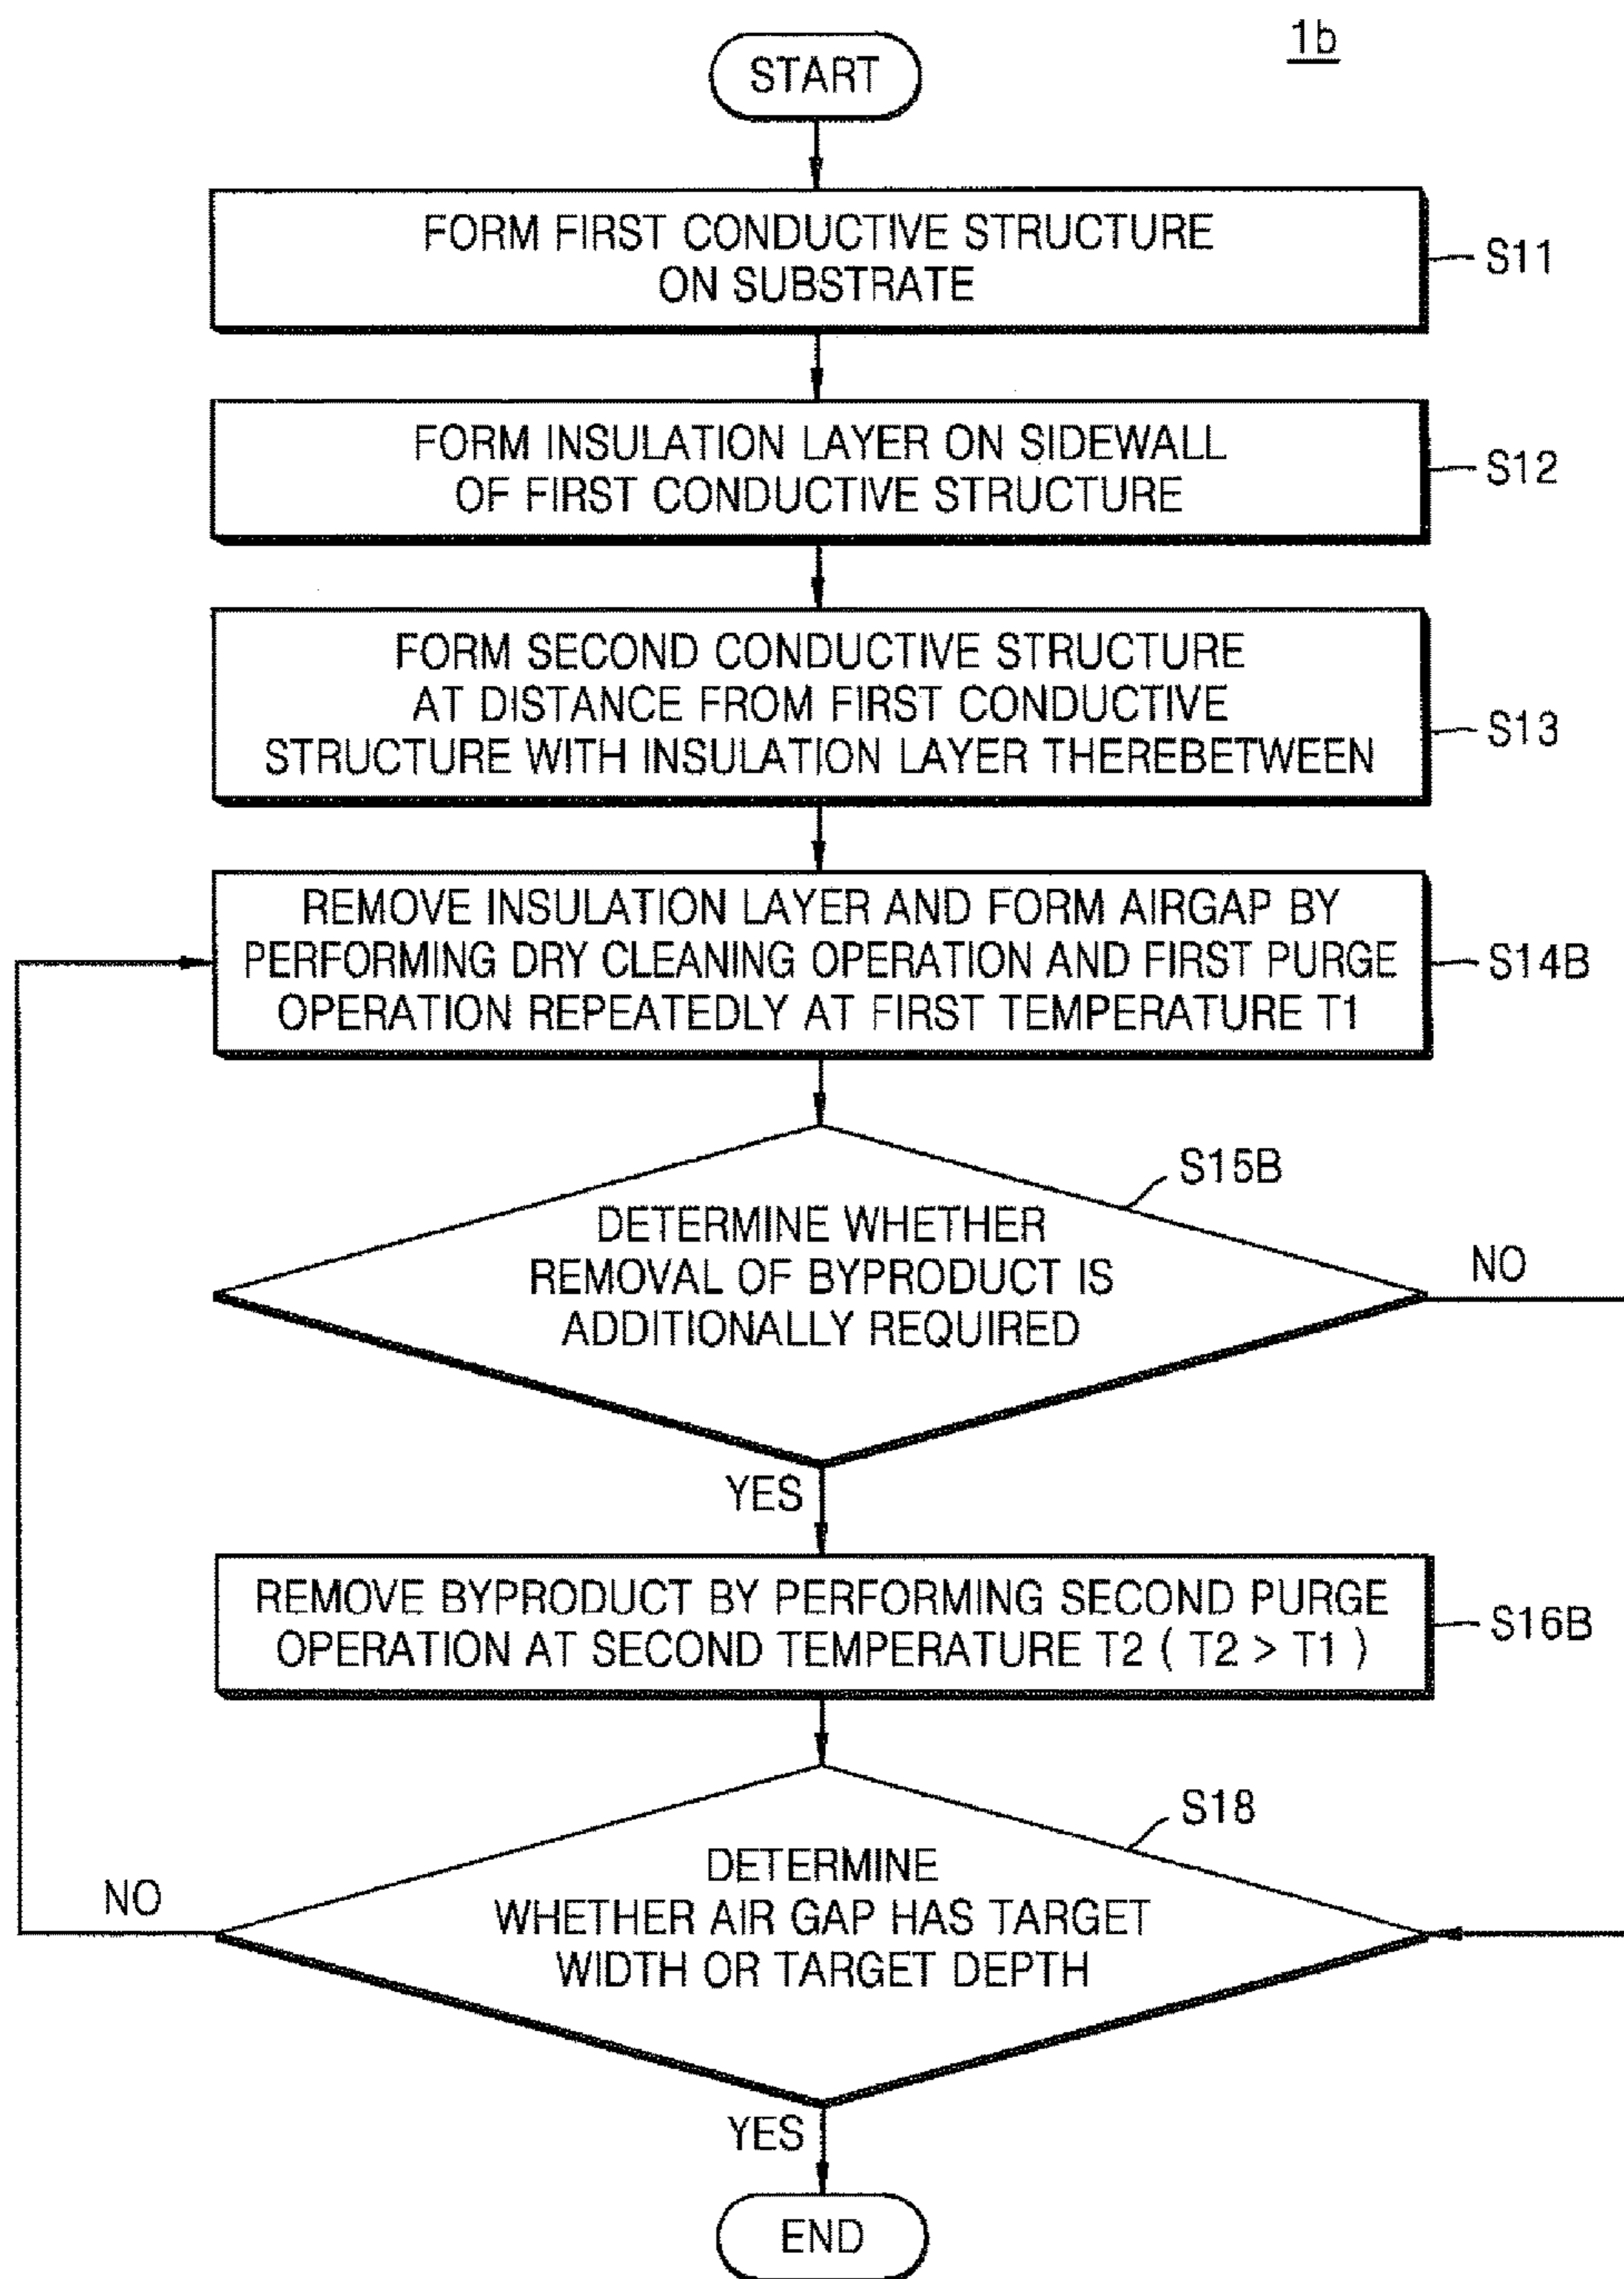 1b
START
FORM FIRST CONDUCTIVE STRUCTURE
ON SUBSTRATE
S11
FORM INSULATION LAYER ON SIDEWALL
OF FIRST CONDUCTIVE STRUCTURE
S12
FORM SECOND CONDUCTIVE STRUCTURE
AT DISTANCE FROM FIRST CONDUCTIVE
STRUCTURE WITH INSULATION LAYER THEREBETWEEN
S13
REMOVE INSULATION LAYER AND FORM AIRGAP BY
PERFORMING DRY CLEANING OPERATION AND FIRST PURGE
OPERATION REPEATEDLY AT FIRST TEMPERATURE T1
S14B
S15B
DETERMINE WHETHER
REMOVAL OF BYPRODUCT IS
ADDITIONALLY REQUIRED
NO
YES
REMOVE BYPRODUCT BY PERFORMING SECOND PURGE
OPERATION AT SECOND TEMPERATURE T2 ( T2 > T1 )
S16B
S18
DETERMINE
WHETHER AIR GAP HAS TARGET
WIDTH OR TARGET DEPTH
NO
YES
END